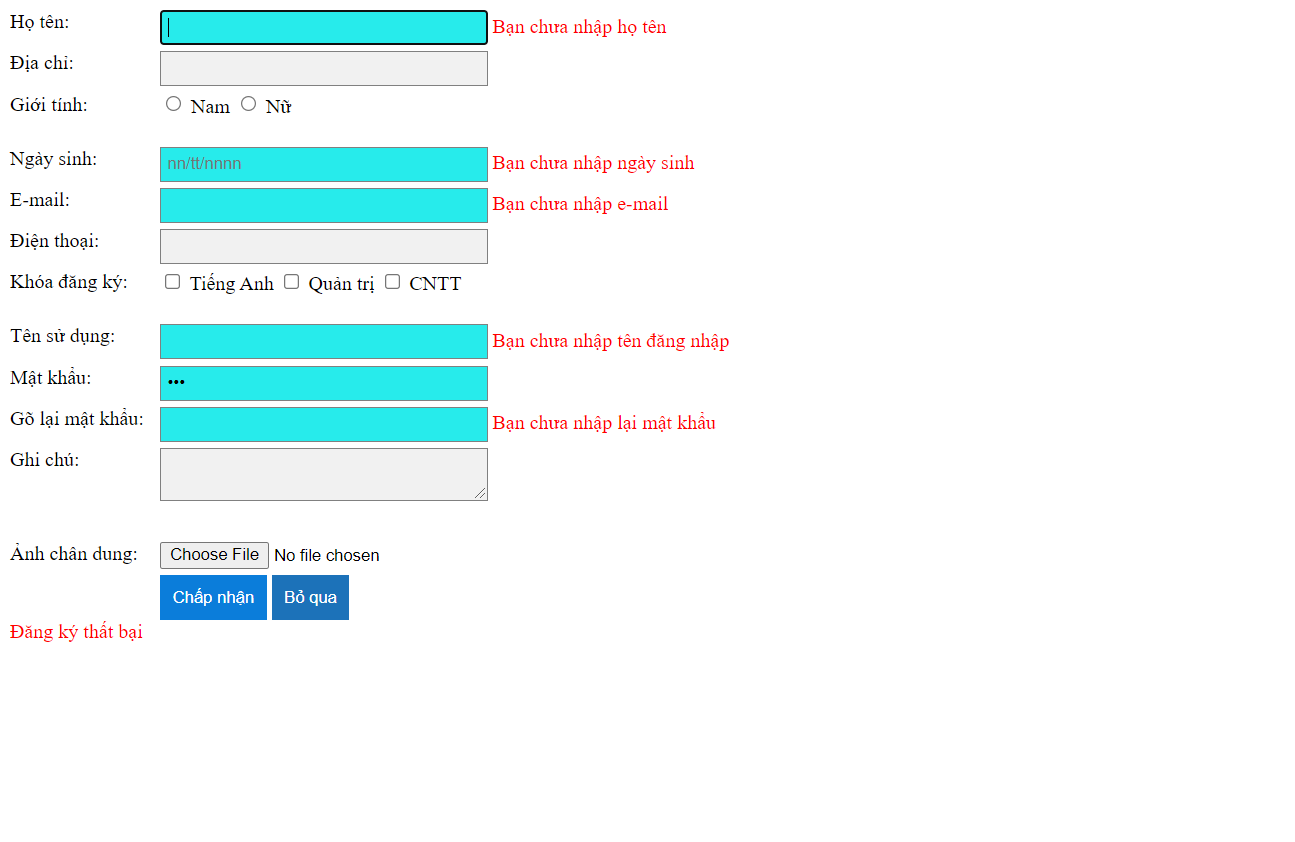 Họ tên: Bạn chưa nhập họ tên
Địa chỉ:
Giới tính: Nam Nữ
Ngày sinh: nn/tt/nnnn Bạn chưa nhập ngày sinh
E-mail: Bạn chưa nhập e-mail
Điện thoại:
Khóa đăng ký: Tiếng Anh Quản trị CNTT
Tên sử dụng: Bạn chưa nhập tên đăng nhập
Mật khẩu: •••
Gõ lại mật khẩu: Bạn chưa nhập lại mật khẩu
Ghi chú:
Ảnh chân dung: Choose File No file chosen
Chấp nhận Bỏ qua
Đăng ký thất bại